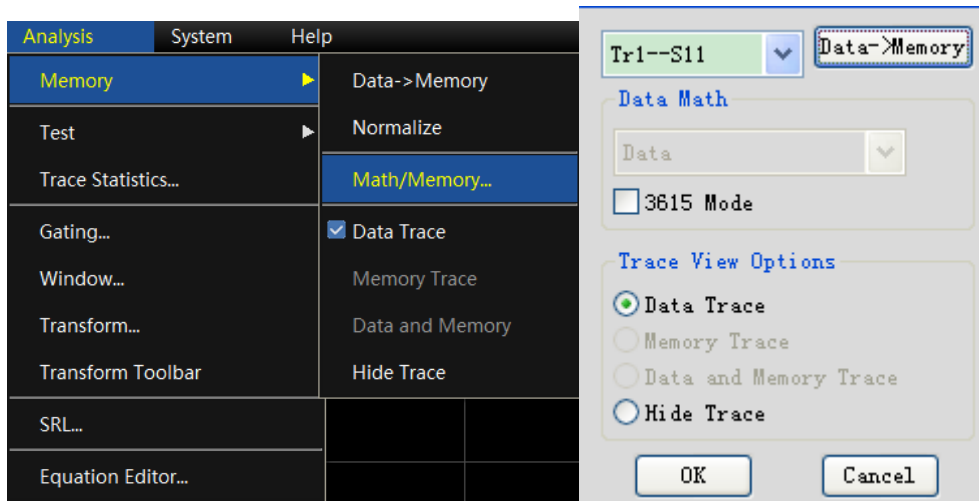 Analysis System Help
Memory
Test
Trace Statistics...
Gating...
Window...
Transform...
Transform Toolbar
SRL...
Equation Editor...
Data->Memory
Normalize
Math/Memory...
Data Trace
Memory Trace
Data and Memory
Hide Trace
Tr1--S11 Data->Memory
Data Math
Data
3615 Mode
Trace View Options
Data Trace
Memory Trace
Data and Memory Trace
Hide Trace
OK Cancel